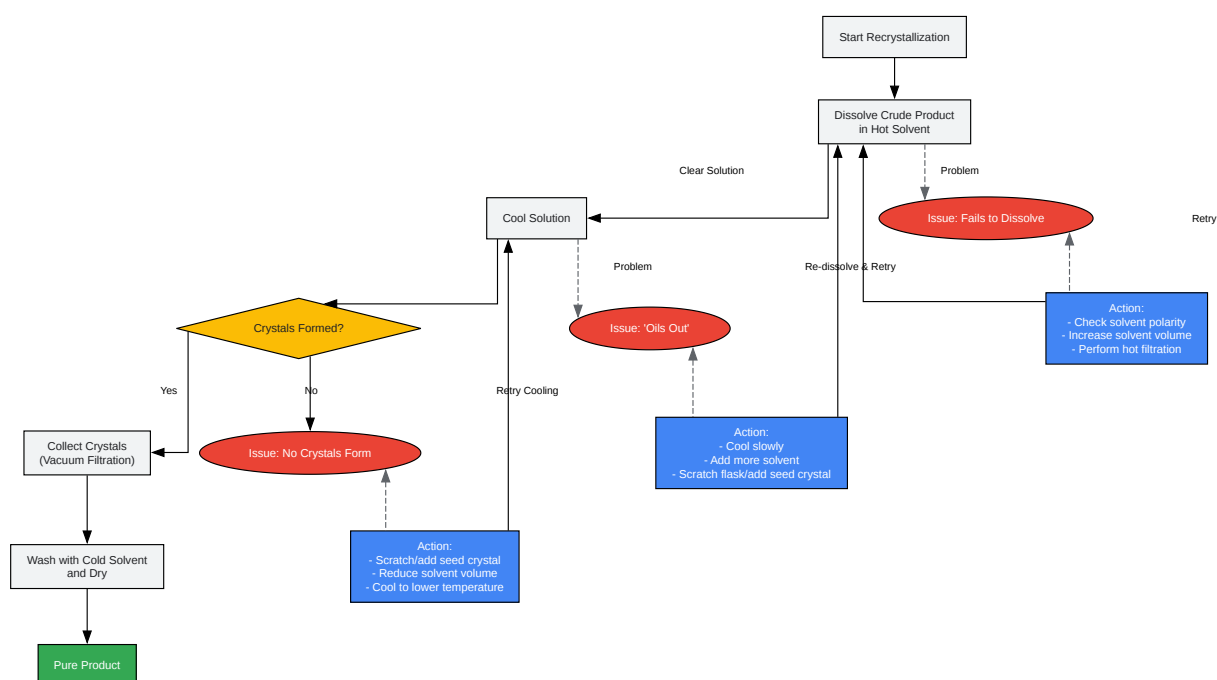 Start Recrystallization
Dissolve Crude Product
in Hot Solvent
Clear Solution
Problem
Cool Solution
Issue: Fails to Dissolve
Retry
Problem
Re-dissolve & Retry
Action:
- Check solvent polarity
- Increase solvent volume
- Perform hot filtration
Crystals Formed?
Issue: 'Oils Out'
Yes
No
Retry Cooling
Collect Crystals
(Vacuum Filtration)
Issue: No Crystals Form
Action:
- Cool slowly
- Add more solvent
- Scratch flask/add seed crystal
Wash with Cold Solvent
and Dry
Action:
- Scratch/add seed crystal
- Reduce solvent volume
- Cool to lower temperature
Pure Product